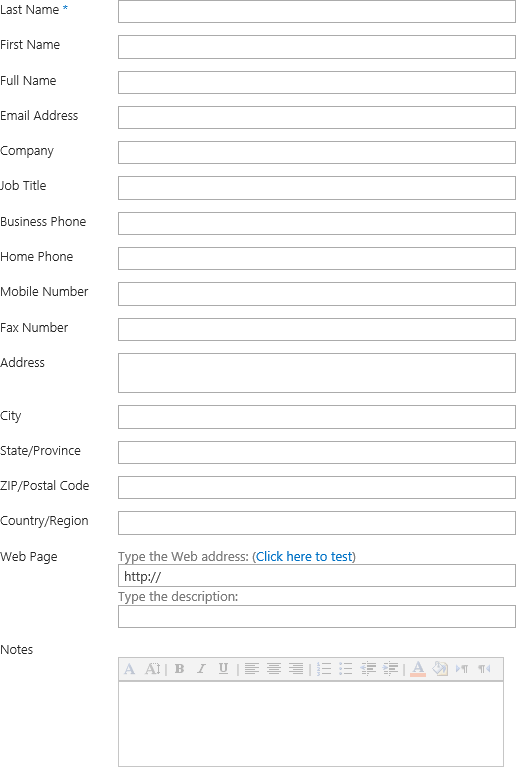 Last Name *
First Name
Full Name
Email Address
Company
Job Title
Business Phone
Home Phone
Mobile Number
Fax Number
Address
City
State/Province
ZIP/Postal Code
Country/Region
Web Page Type the Web address: (Click here to test)
http://
Type the description:
Notes
A A B I U A